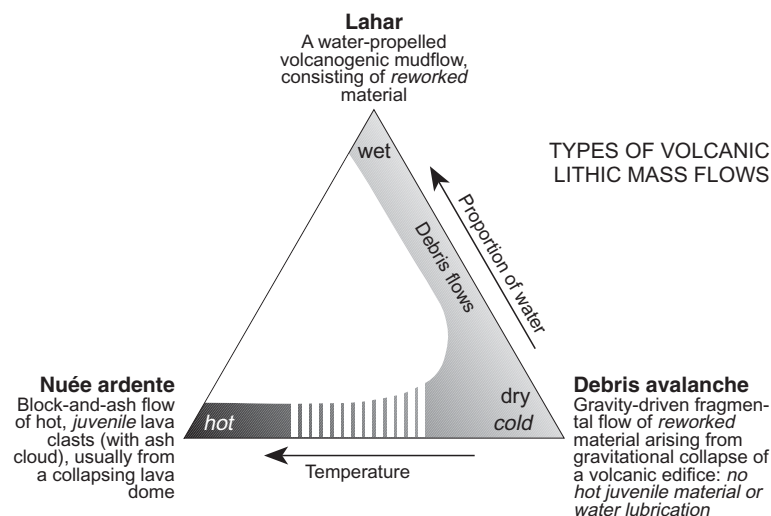 Lahar
A water-propelled
volcanogenic mudflow,
consisting of reworked
material
wet
TYPES OF VOLCANIC
LITHIC MASS FLOWS
Proportion of water
Debris flows
Nuée ardente
Block-and-ash flow
of hot, juvenile lava
clasts (with ash
cloud), usually from
a collapsing lava
dome
hot
dry
cold
Temperature
Debris avalanche
Gravity-driven fragmen-
tal flow of reworked
material arising from
gravitational collapse of
a volcanic edifice: no
hot juvenile material or
water lubrication